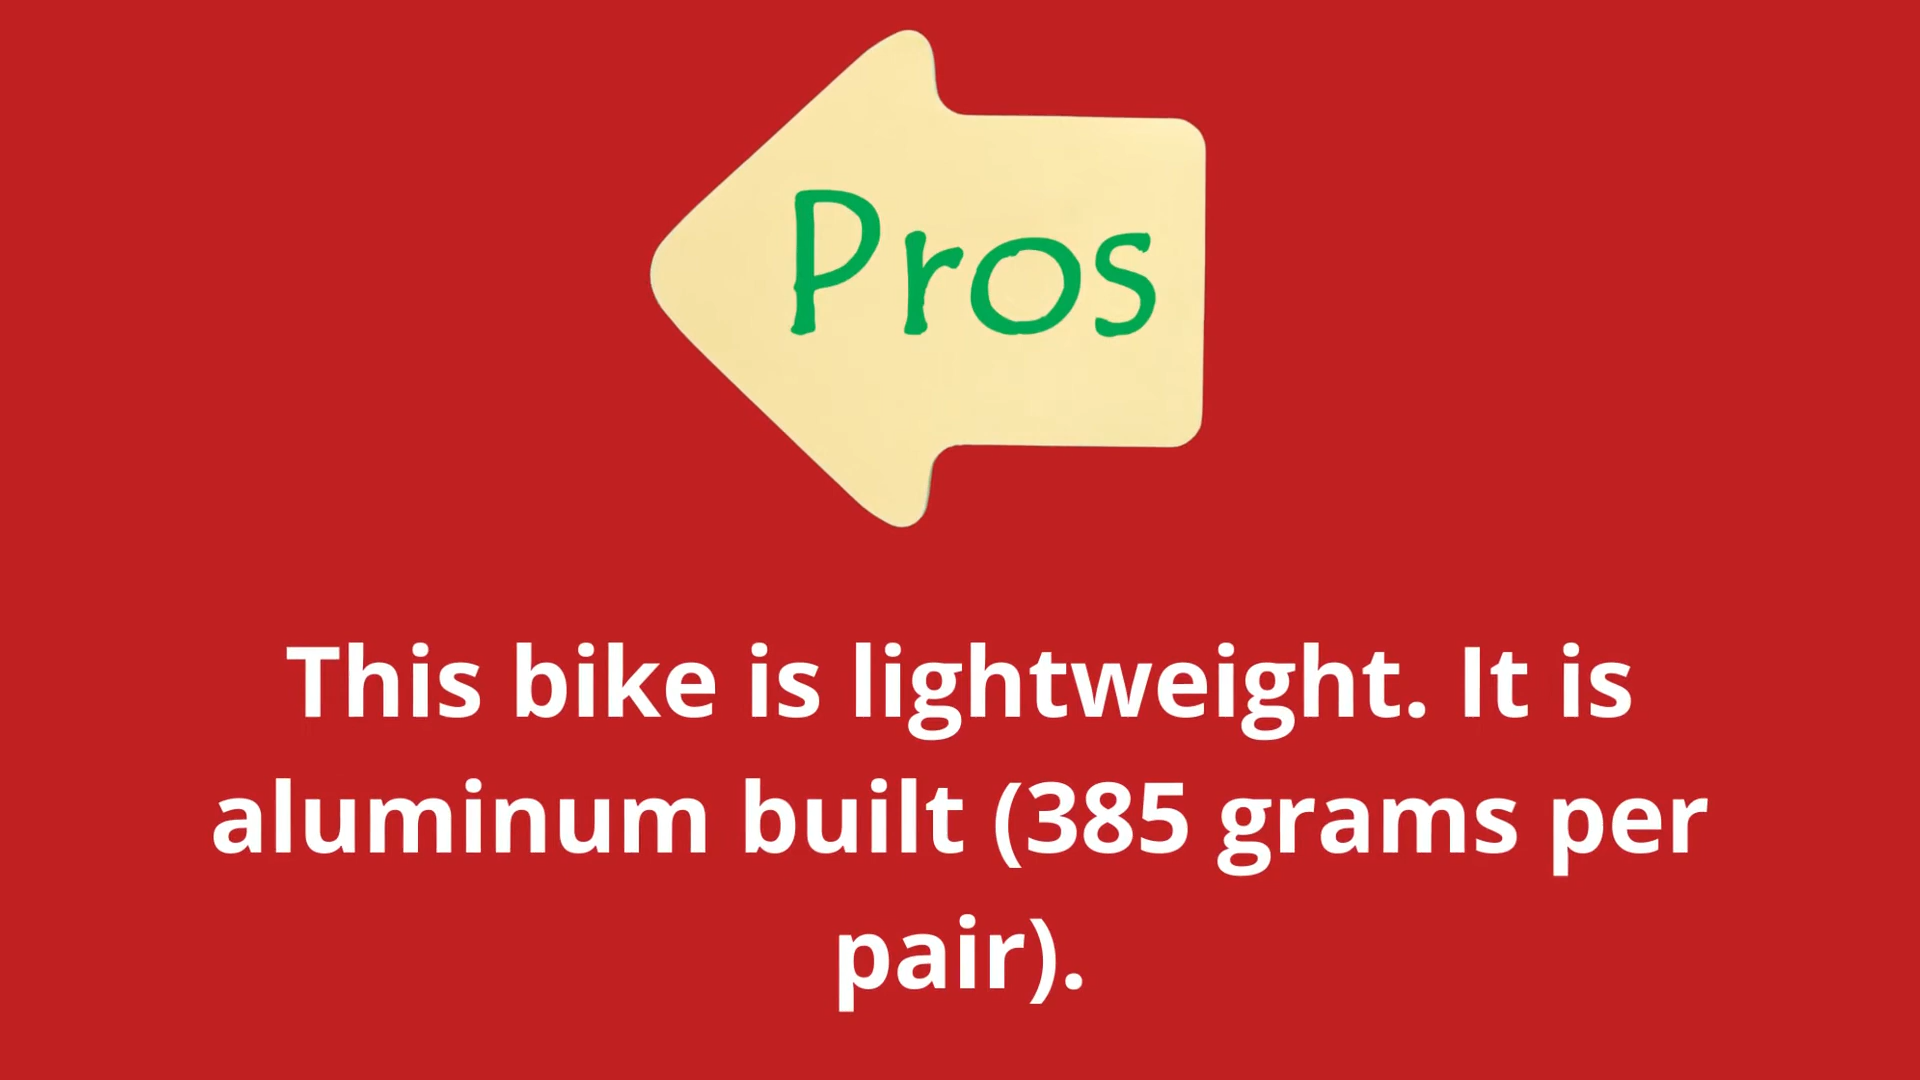 Pros
This bike is lightweight. It is
aluminum built (385 grams per
pair).